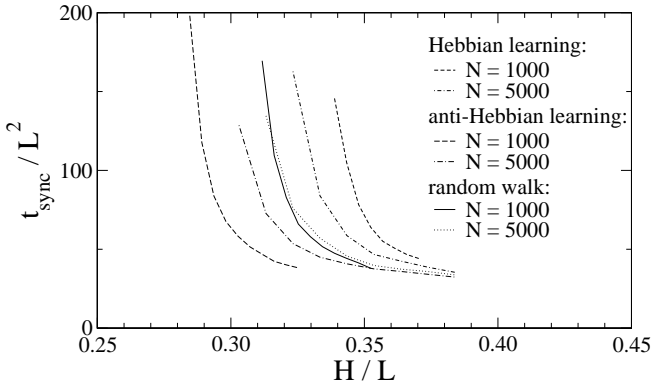 200
100
0
t_sync / L^2
Hebbian learning:
N = 1000
N = 5000
anti-Hebbian learning:
N = 1000
N = 5000
random walk:
N = 1000
N = 5000
0.25 0.30 0.35 0.40 0.45
H / L